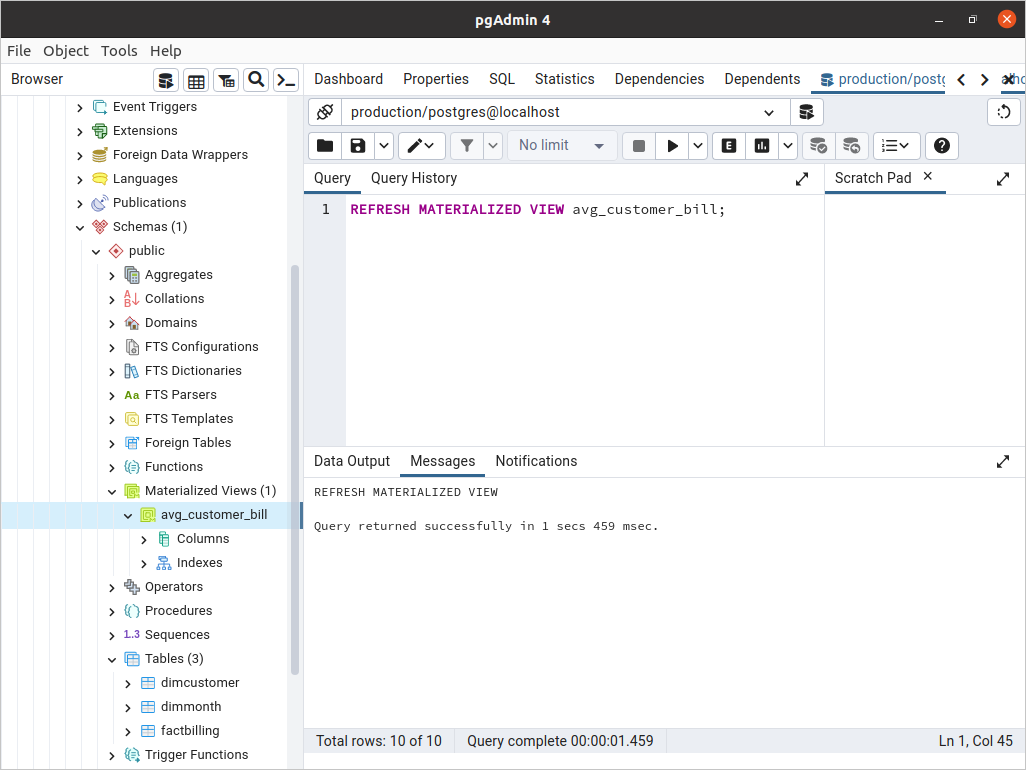 pgAdmin 4
File Object Tools Help
Browser
Dashboard Properties SQL Statistics Dependencies Dependents production/postg
Event Triggers
Extensions
Foreign Data Wrappers
Languages
Publications
Schemas (1)
public
Aggregates
Collations
Domains
FTS Configurations
FTS Dictionaries
Aa FTS Parsers
FTS Templates
Foreign Tables
Functions
Materialized Views (1)
avg_customer_bill
Columns
Indexes
Operators
Procedures
1..3 Sequences
Tables (3)
dimcustomer
dimmonth
factbilling
Trigger Functions
production/postgres@localhost
No limit
E
Query Query History
Scratch Pad
1 REFRESH MATERIALIZED VIEW avg_customer_bill;
Data Output Messages Notifications
REFRESH MATERIALIZED VIEW
Query returned successfully in 1 secs 459 msec.
Total rows: 10 of 10 Query complete 00:00:01.459 Ln 1, Col 45